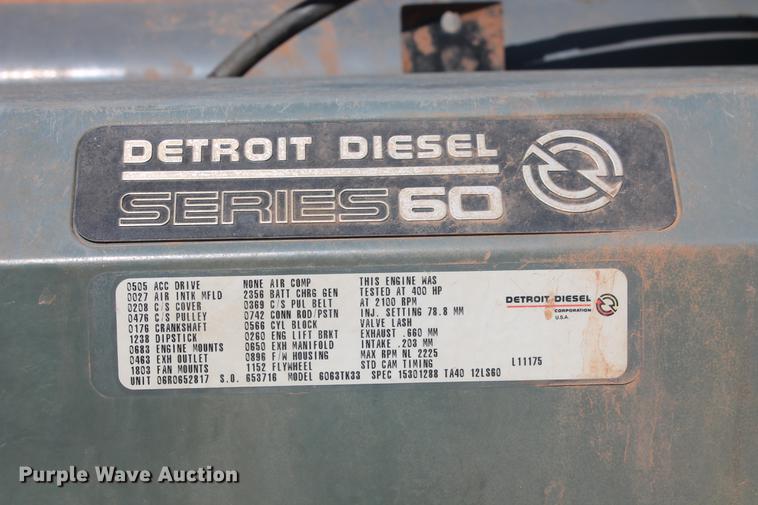 DETROIT DIESEL
SERIES 60
0505 ACC DRIVE NONE AIR COMP THIS ENGINE WAS
0027 AIR INTK MFLD 2356 BATT CHRG GEN TESTED AT 400 HP
0208 C/S COVER 0369 C/S PUL BELT AT 2100 RPM
0476 C/S PULLEY 0742 CONN ROD/PSTN INJ. SETTING 78.8 MM
0176 CRANKSHAFT 0566 CYL BLOCK VALVE LASH
1238 DIPSTICK 0260 ENG LIFT BRKT EXHAUST .660 MM
0683 ENGINE MOUNTS 0650 EXH MANIFOLD INTAKE .203 MM
0463 EXH OUTLET 0896 F/W HOUSING MAX RPM NL 2225
1803 FAN MOUNTS 1152 FLYWHEEL STD CAM TIMING L11175
UNIT 06R0652817 S.O. 653716 MODEL 6063TK33 SPEC 15301288 TA40 12LS60
DETROIT DIESEL
CORPORATION
U.S.A.
Purple Wave Auction